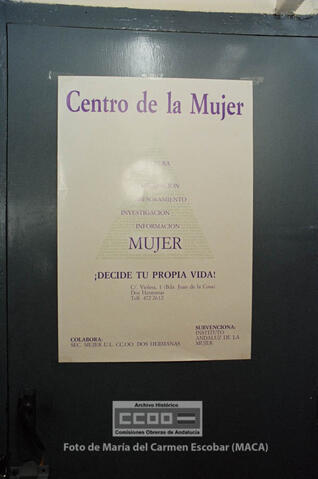 Centro de la Mujer
INVESTIGACION
INFORMACION
MUJER
¡DECIDE TU PROPIA VIDA!
C/. Violeta, 1 (Bda. Juan de la Cosa)
Dos Hermanas
Telf. 472 2612
COLABORA:
SEC. MUJER U.L. CC.OO. DOS HERMANAS
SUBVENCIONA:
INSTITUTO
ANDALUZ DE LA
MUJER
Archivo Histórico
CCOO
Comisiones Obreras de Andalucía
Foto de María del Carmen Escobar (MACA)